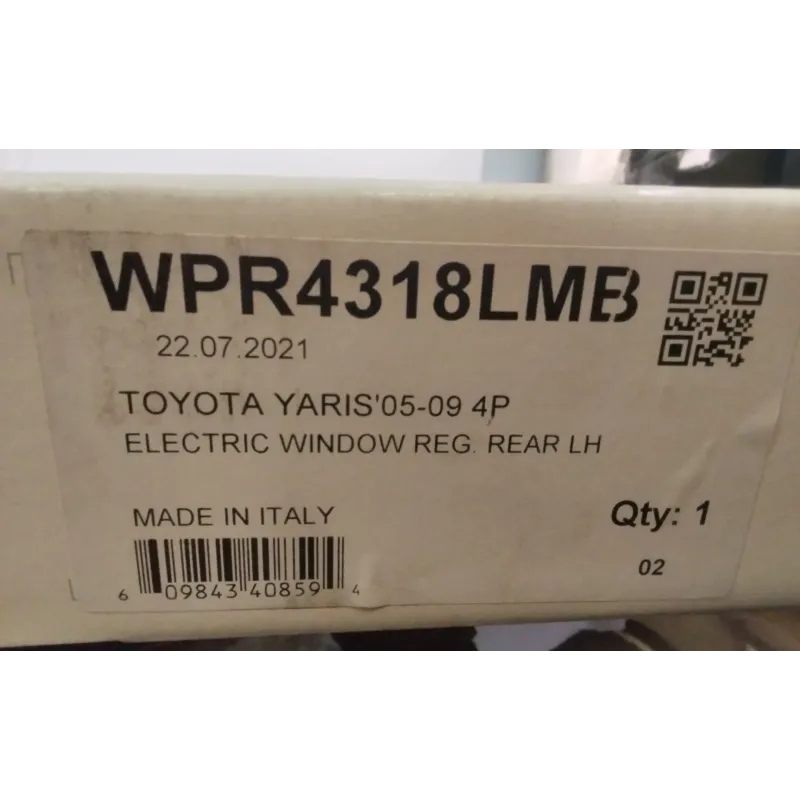 WPR4318LMB
22.07.2021
TOYOTA YARIS'05-09 4P
ELECTRIC WINDOW REG. REAR LH
MADE IN ITALY
Qty: 1
6 09843 40859 4
02